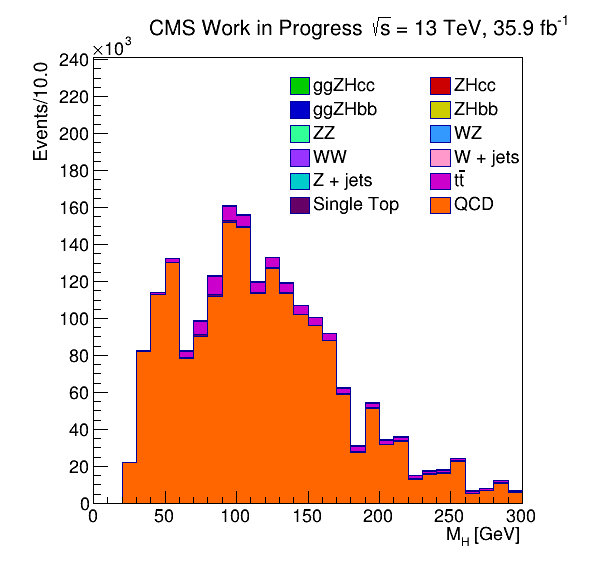 CMS Work in Progress √s = 13 TeV, 35.9 fb⁻¹
×10³
Events/10.0
240
220
200
180
160
140
120
100
80
60
40
20
0
ggZHcc ZHcc
ggZHbb ZHbb
ZZ WZ
WW W + jets
Z + jets tt̄
Single Top QCD
0 50 100 150 200 250 300
M_H [GeV]